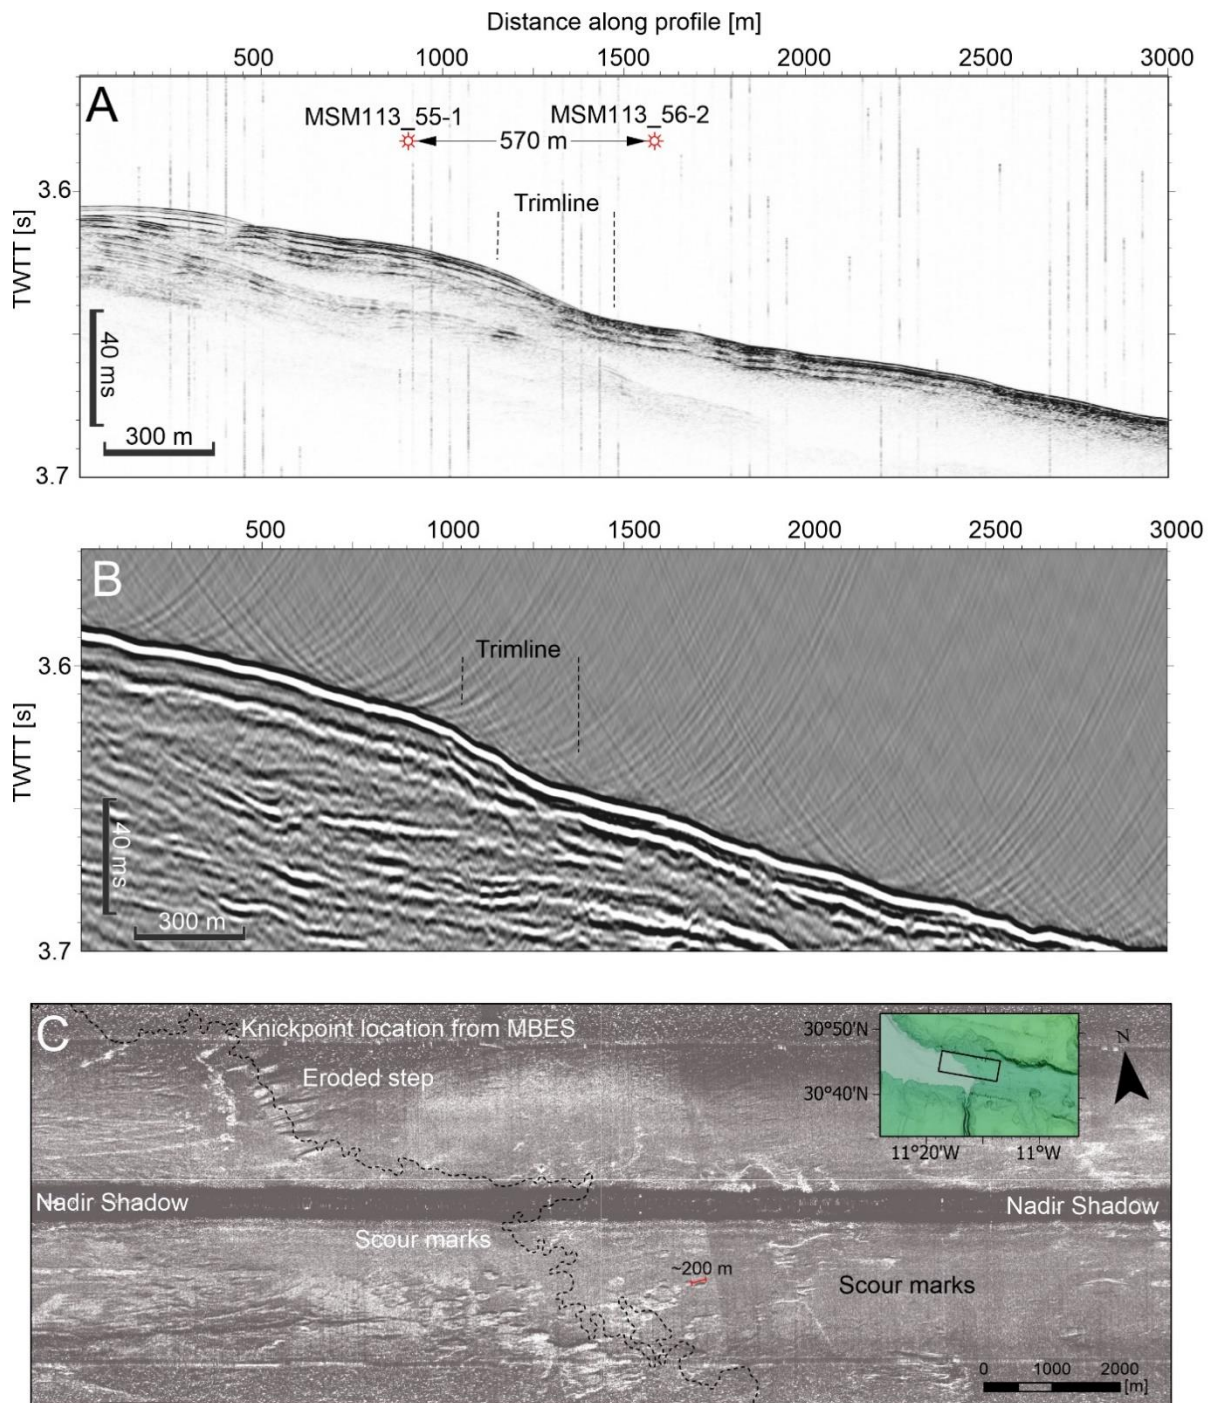 Distance along profile [m]
500 1000 1500 2000 2500 3000
A
MSM113_55-1 MSM113_56-2
570 m
3.6
Trimline
TWTT [s]
40 ms
300 m
3.7
500 1000 1500 2000 2500 3000
B
Trimline
3.6
TWTT [s]
40 ms
300 m
3.7
C
Knickpoint location from MBES
30°50'N
N
Eroded step
30°40'N
11°20'W 11°W
Nadir Shadow Nadir Shadow
Scour marks
~200 m
Scour marks
0 1000 2000
[m]